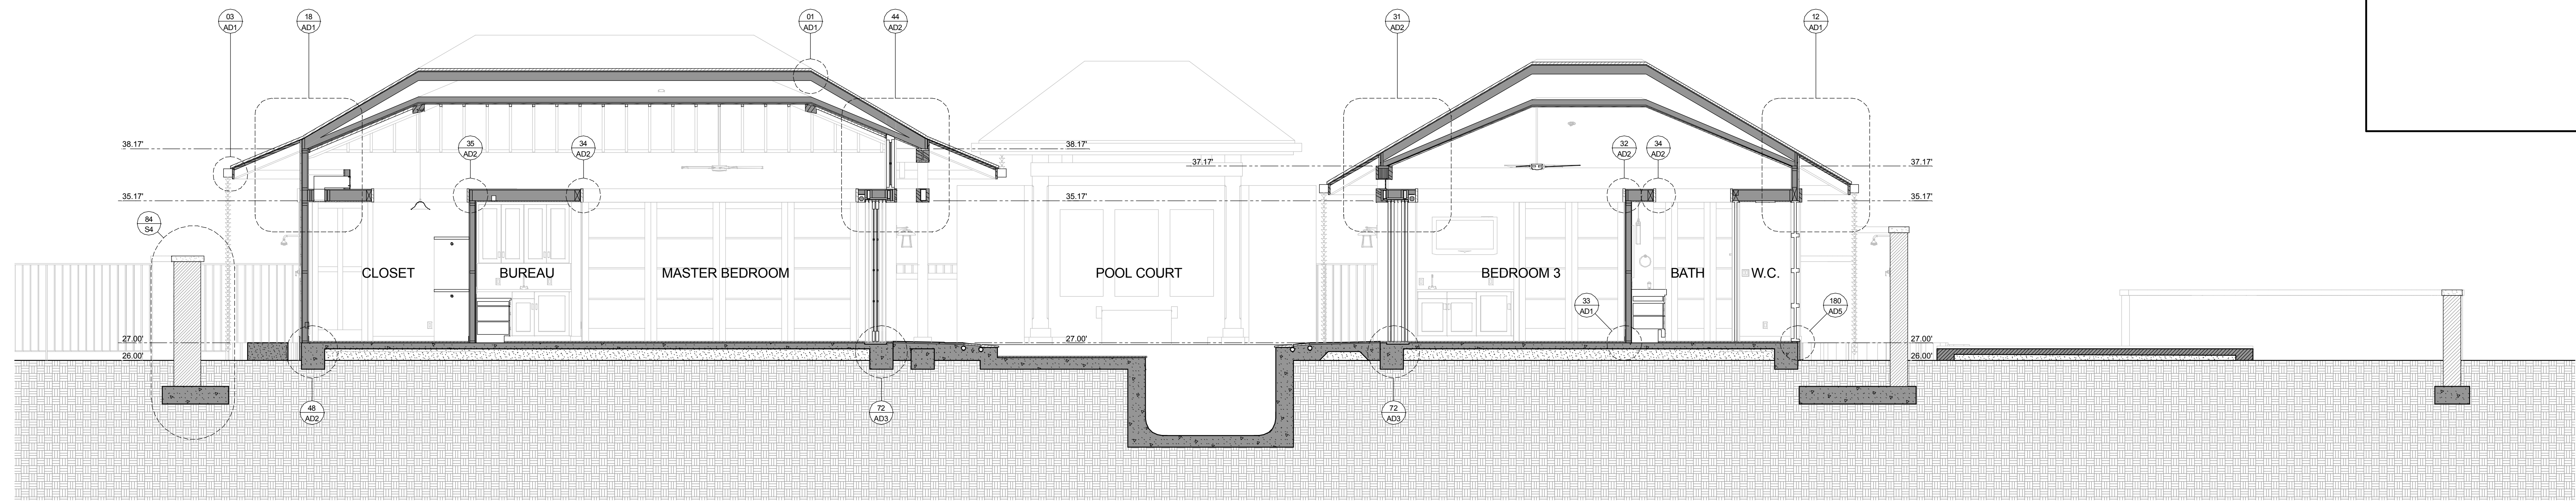 03
AD1
18
AD1
01
AD1
44
AD2
31
AD2
12
AD1
38.17'
35
AD2
34
AD2
38.17'
37.17'
32
AD2
34
AD2
37.17'
35.17'
35.17'
35.17'
84
S4
CLOSET
BUREAU
MASTER BEDROOM
POOL COURT
BEDROOM 3
BATH
W.C.
33
AD1
180
AD5
27.00'
27.00'
27.00'
26.00'
26.00'
48
AD2
72
AD3
72
AD3